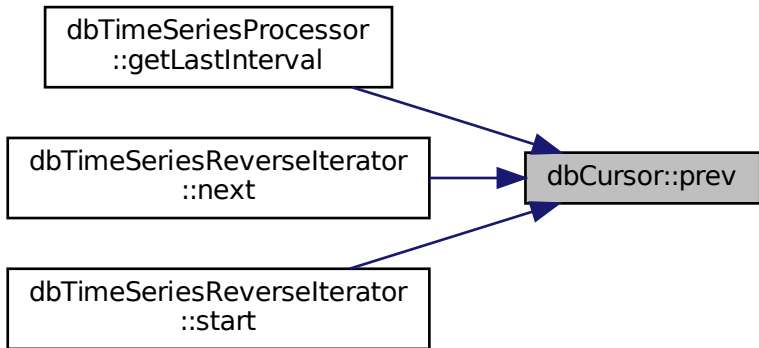 dbTimeSeriesProcessor
::getLastInterval
dbTimeSeriesReverseIterator
::next
dbCursor::prev
dbTimeSeriesReverseIterator
::start